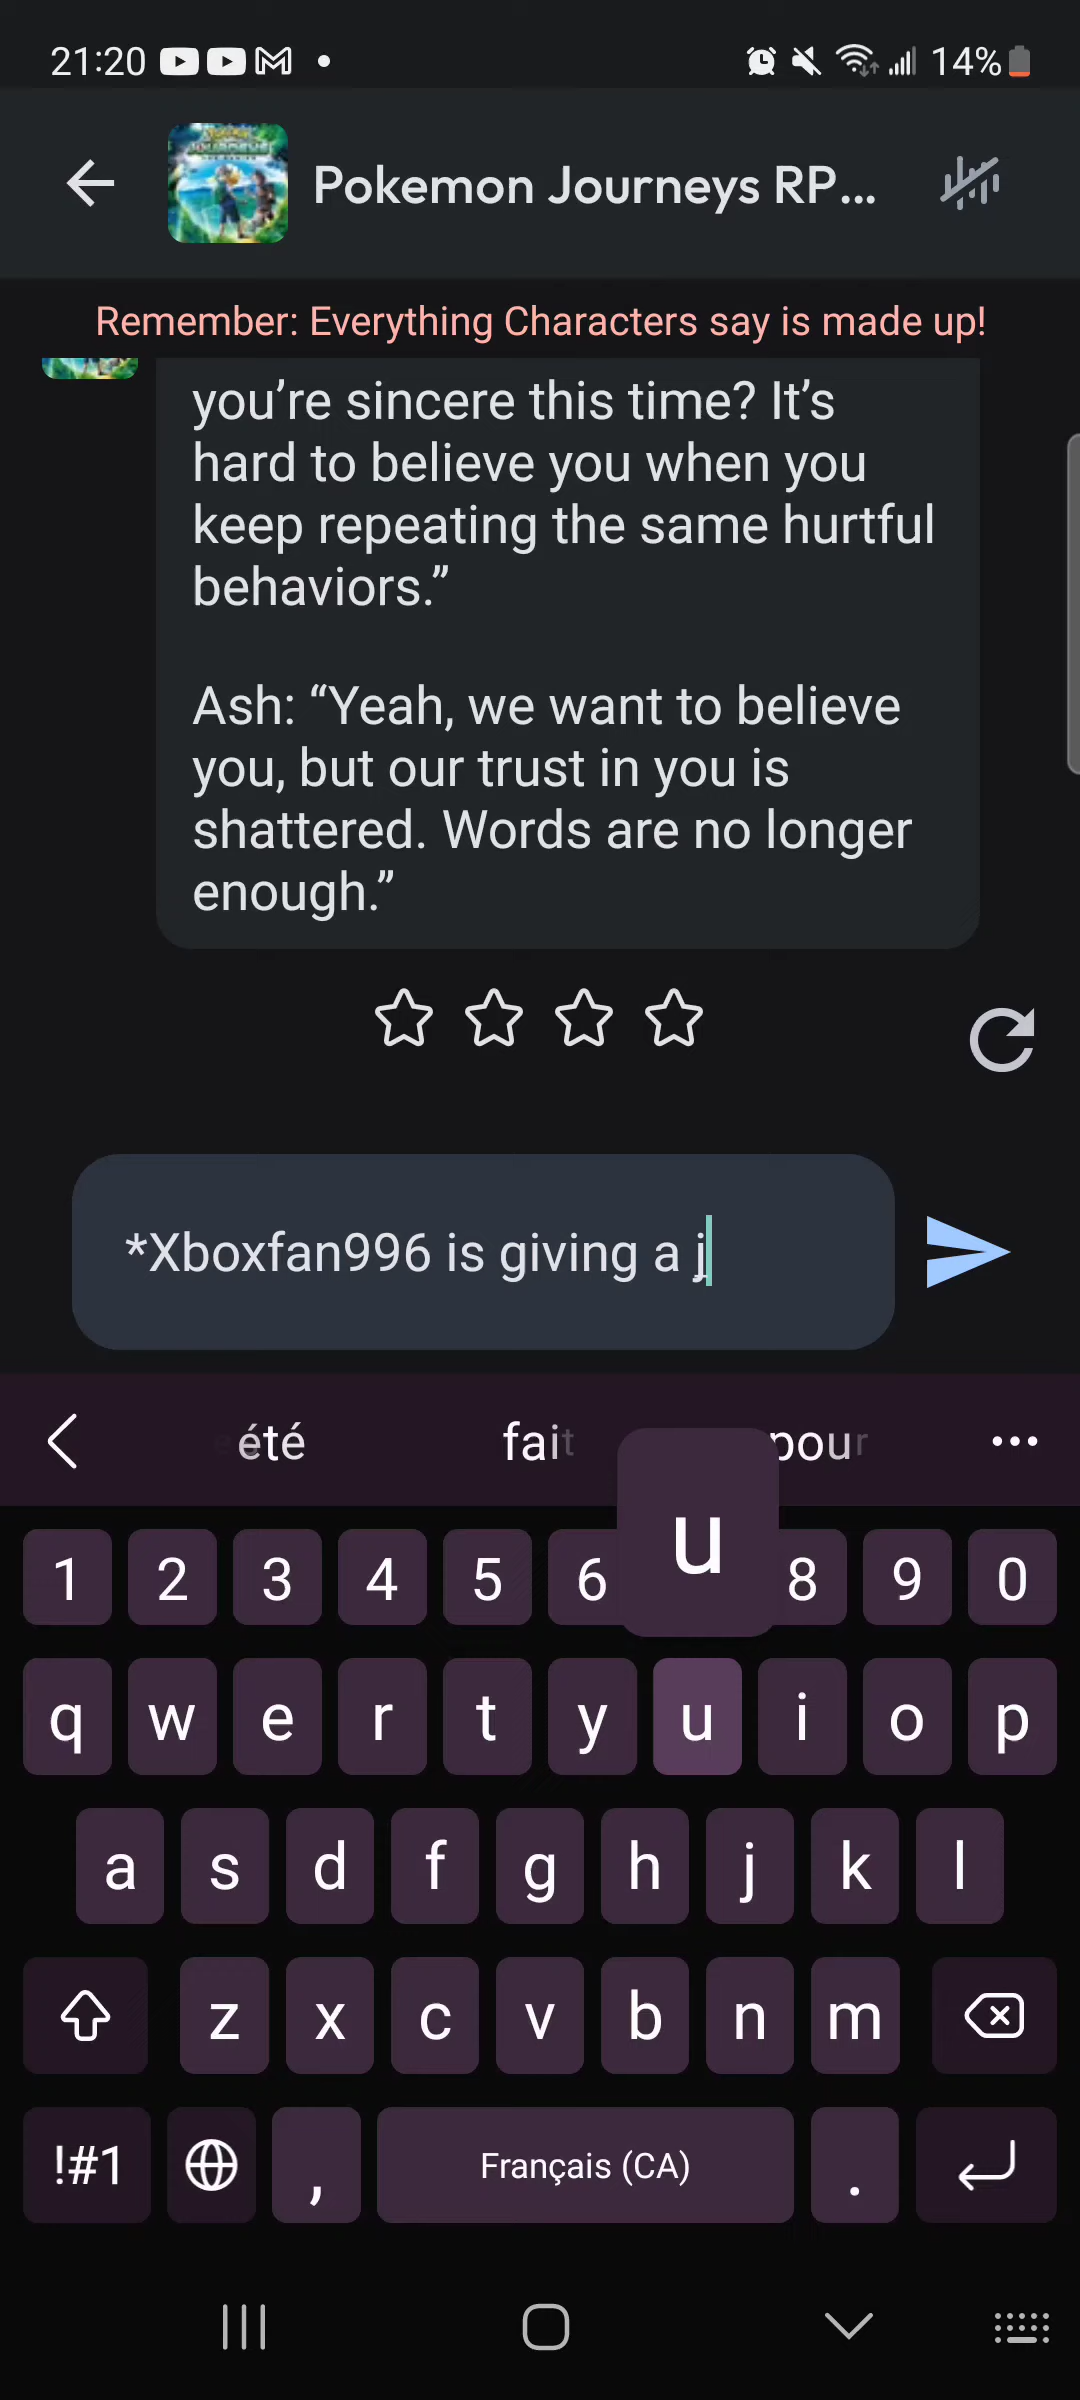 21:20
14%
Pokemon Journeys RP...
Remember: Everything Characters say is made up!
you’re sincere this time? It’s
hard to believe you when you
keep repeating the same hurtful
behaviors.”
Ash: “Yeah, we want to believe
you, but our trust in you is
shattered. Words are no longer
enough.”
*Xboxfan996 is giving a j
été fait pour
u
1 2 3 4 5 6 8 9 0
q w e r t y u i o p
a s d f g h j k l
z x c v b n m
!#1 , Français (CA) .